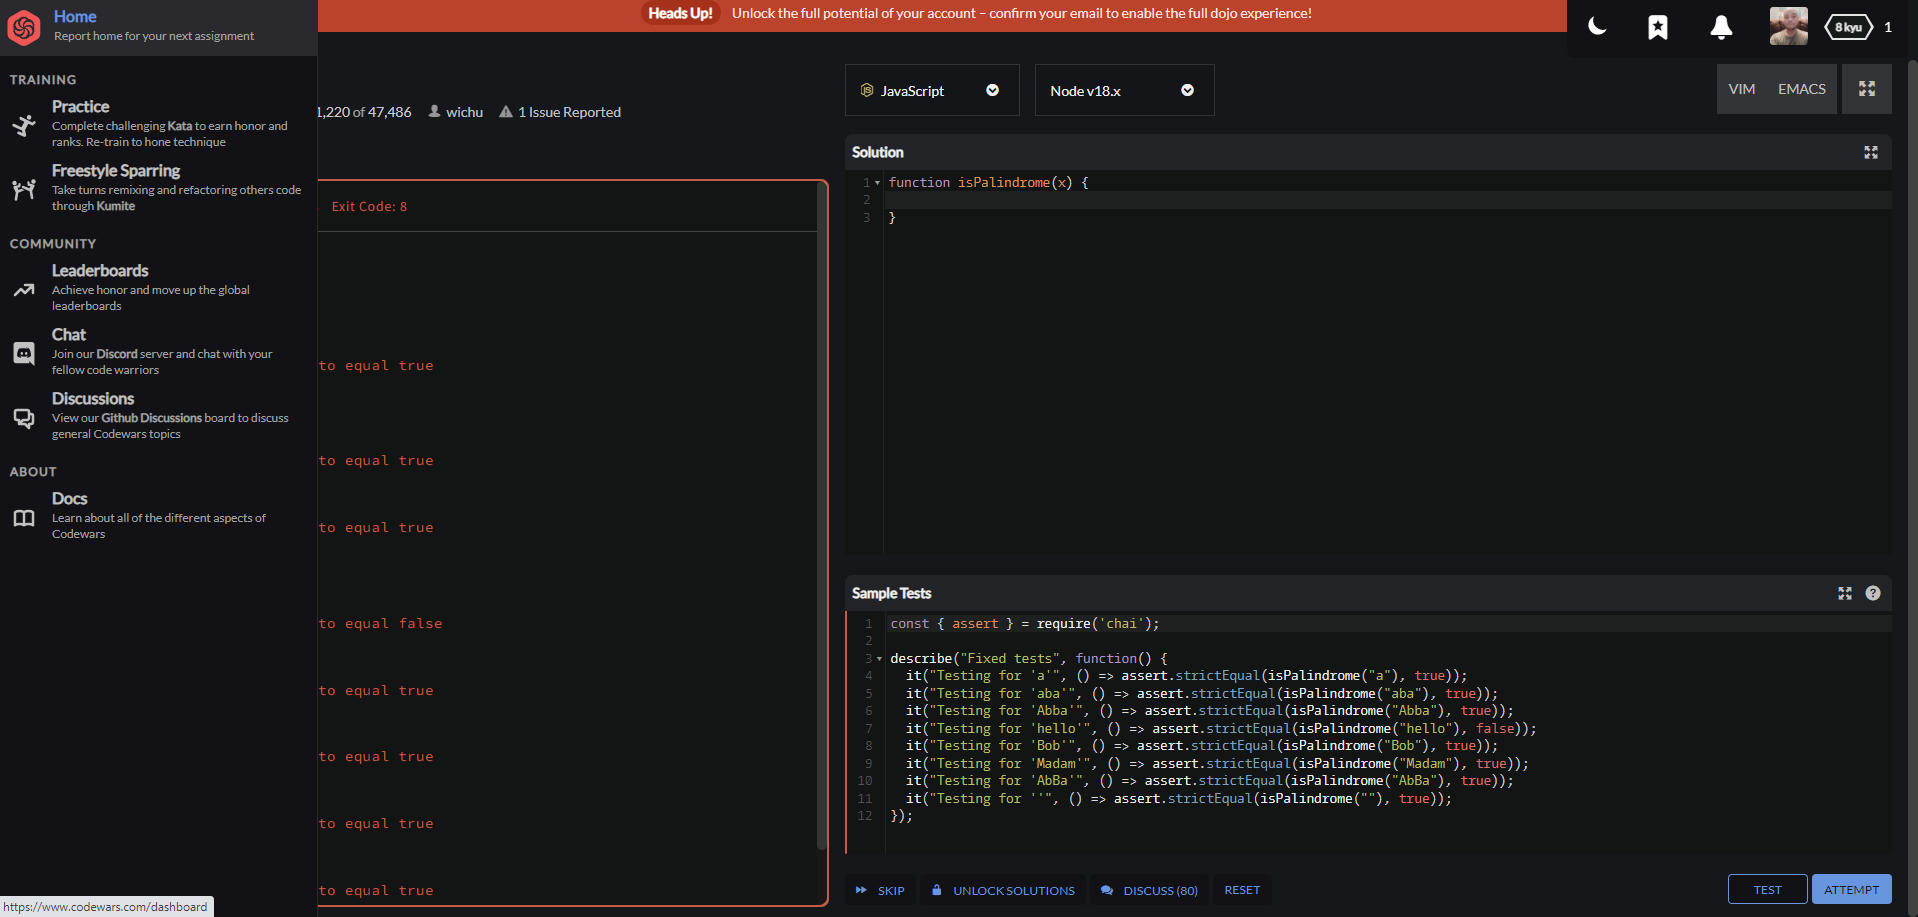 Home
Report home for your next assignment
TRAINING
Practice
Complete challenging Kata to earn honor and
ranks. Re-train to hone technique
Freestyle Sparring
Take turns remixing and refactoring others code
through Kumite
COMMUNITY
Leaderboards
Achieve honor and move up the global
leaderboards
Chat
Join our Discord server and chat with your
fellow code warriors
Discussions
View our Github Discussions board to discuss
general Codewars topics
ABOUT
Docs
Learn about all of the different aspects of
Codewars
https://www.codewars.com/dashboard
Heads Up! Unlock the full potential of your account – confirm your email to enable the full dojo experience!
8 kyu 1
1,220 of 47,486 wichu 1 Issue Reported
Exit Code: 8
to equal true
to equal true
to equal true
to equal false
to equal true
to equal true
to equal true
to equal true
JavaScript Node v18.x VIM EMACS
Solution
1 function isPalindrome(x) {
2
3 }
Sample Tests
1 const { assert } = require('chai');
2
3 describe("Fixed tests", function() {
4 it("Testing for 'a'", () => assert.strictEqual(isPalindrome("a"), true));
5 it("Testing for 'aba'", () => assert.strictEqual(isPalindrome("aba"), true));
6 it("Testing for 'Abba'", () => assert.strictEqual(isPalindrome("Abba"), true));
7 it("Testing for 'hello'", () => assert.strictEqual(isPalindrome("hello"), false));
8 it("Testing for 'Bob'", () => assert.strictEqual(isPalindrome("Bob"), true));
9 it("Testing for 'Madam'", () => assert.strictEqual(isPalindrome("Madam"), true));
10 it("Testing for 'AbBa'", () => assert.strictEqual(isPalindrome("AbBa"), true));
11 it("Testing for ''", () => assert.strictEqual(isPalindrome(""), true));
12 });
SKIP UNLOCK SOLUTIONS DISCUSS (80) RESET TEST ATTEMPT